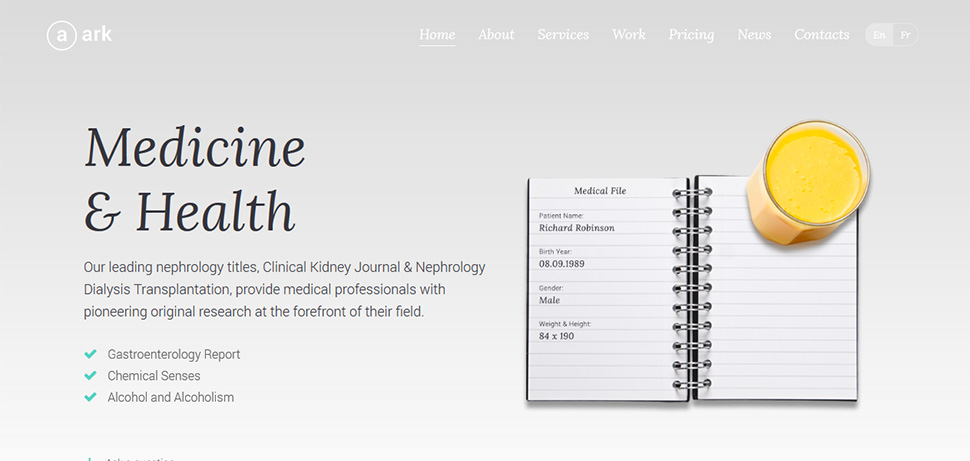 a ark
Home About Services Work Pricing News Contacts En Fr
Medicine
& Health
Our leading nephrology titles, Clinical Kidney Journal & Nephrology
Dialysis Transplantation, provide medical professionals with
pioneering original research at the forefront of their field.
Gastroenterology Report
Chemical Senses
Alcohol and Alcoholism
Medical File
Patient Name:
Richard Robinson
Birth Year:
08.09.1989
Gender:
Male
Weight & Height:
84 x 190